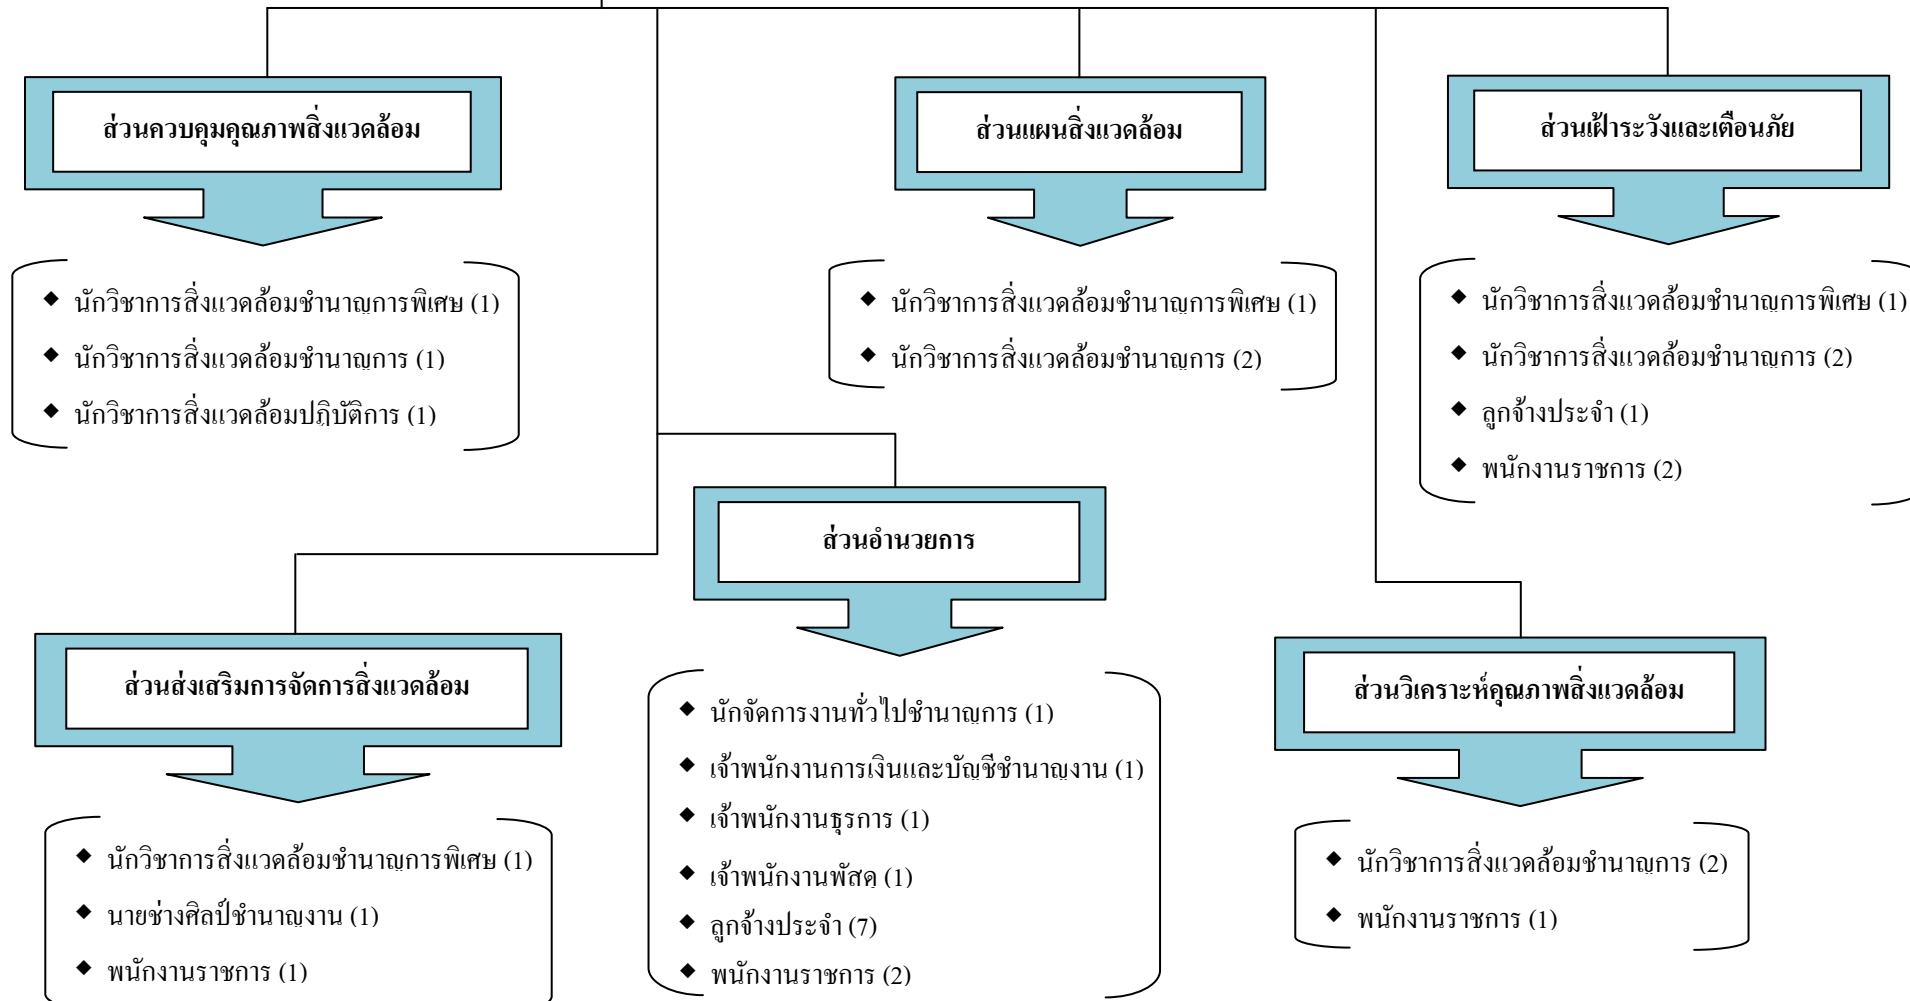 ส่วนควบคุมคุณภาพสิ่งแวดล้อม
◆ นักวิชาการสิ่งแวดล้อมชำนาญการพิเศษ (1)
◆ นักวิชาการสิ่งแวดล้อมชำนาญการ (1)
◆ นักวิชาการสิ่งแวดล้อมปฏิบัติการ (1)
ส่วนแผนสิ่งแวดล้อม
◆ นักวิชาการสิ่งแวดล้อมชำนาญการพิเศษ (1)
◆ นักวิชาการสิ่งแวดล้อมชำนาญการ (2)
ส่วนเฝ้าระวังและเตือนภัย
◆ นักวิชาการสิ่งแวดล้อมชำนาญการพิเศษ (1)
◆ นักวิชาการสิ่งแวดล้อมชำนาญการ (2)
◆ ลูกจ้างประจำ (1)
◆ พนักงานราชการ (2)
ส่วนส่งเสริมการจัดการสิ่งแวดล้อม
◆ นักวิชาการสิ่งแวดล้อมชำนาญการพิเศษ (1)
◆ นายช่างศิลป์ชำนาญงาน (1)
◆ พนักงานราชการ (1)
ส่วนอำนวยการ
◆ นักจัดการงานทั่วไปชำนาญการ (1)
◆ เจ้าพนักงานการเงินและบัญชีชำนาญงาน (1)
◆ เจ้าพนักงานธุรการ (1)
◆ เจ้าพนักงานพัสดุ (1)
◆ ลูกจ้างประจำ (7)
◆ พนักงานราชการ (2)
ส่วนวิเคราะห์คุณภาพสิ่งแวดล้อม
◆ นักวิชาการสิ่งแวดล้อมชำนาญการ (2)
◆ พนักงานราชการ (1)